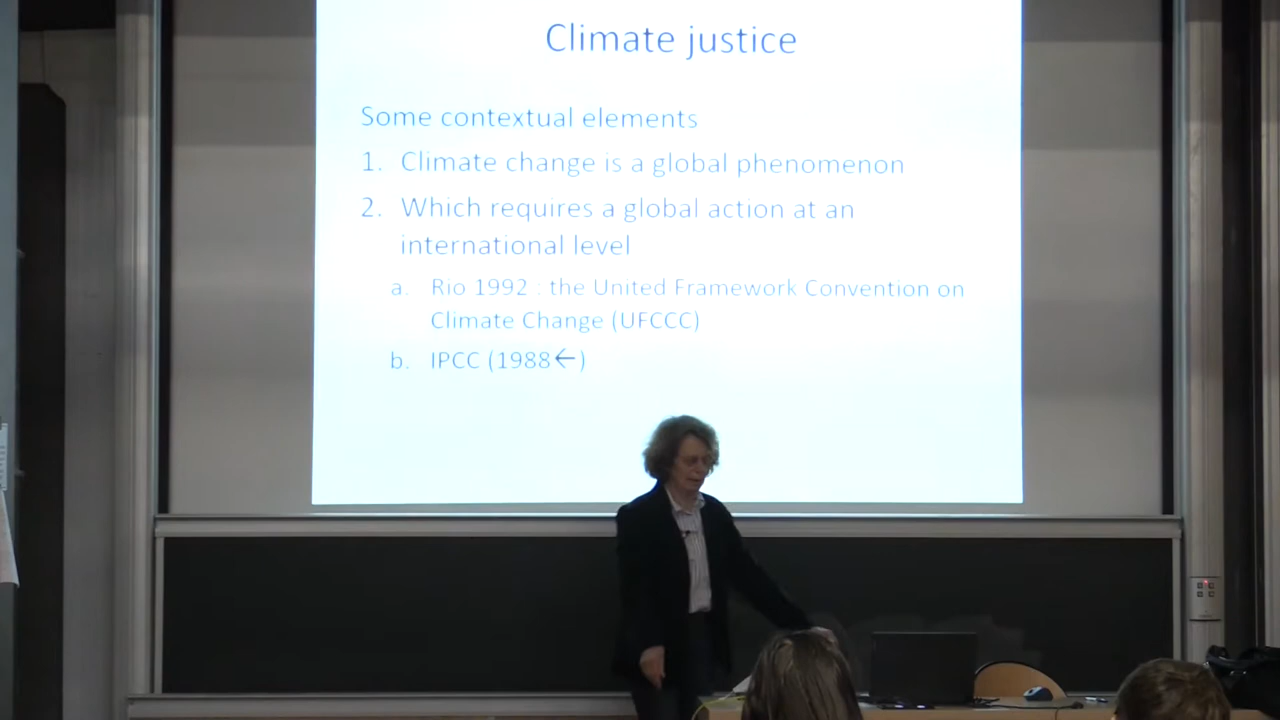 Climate justice
Some contextual elements
1. Climate change is a global phenomenon
2. Which requires a global action at an
international level
a. Rio 1992 : the United Framework Convention on
Climate Change (UFCCC)
b. IPCC (1988←)